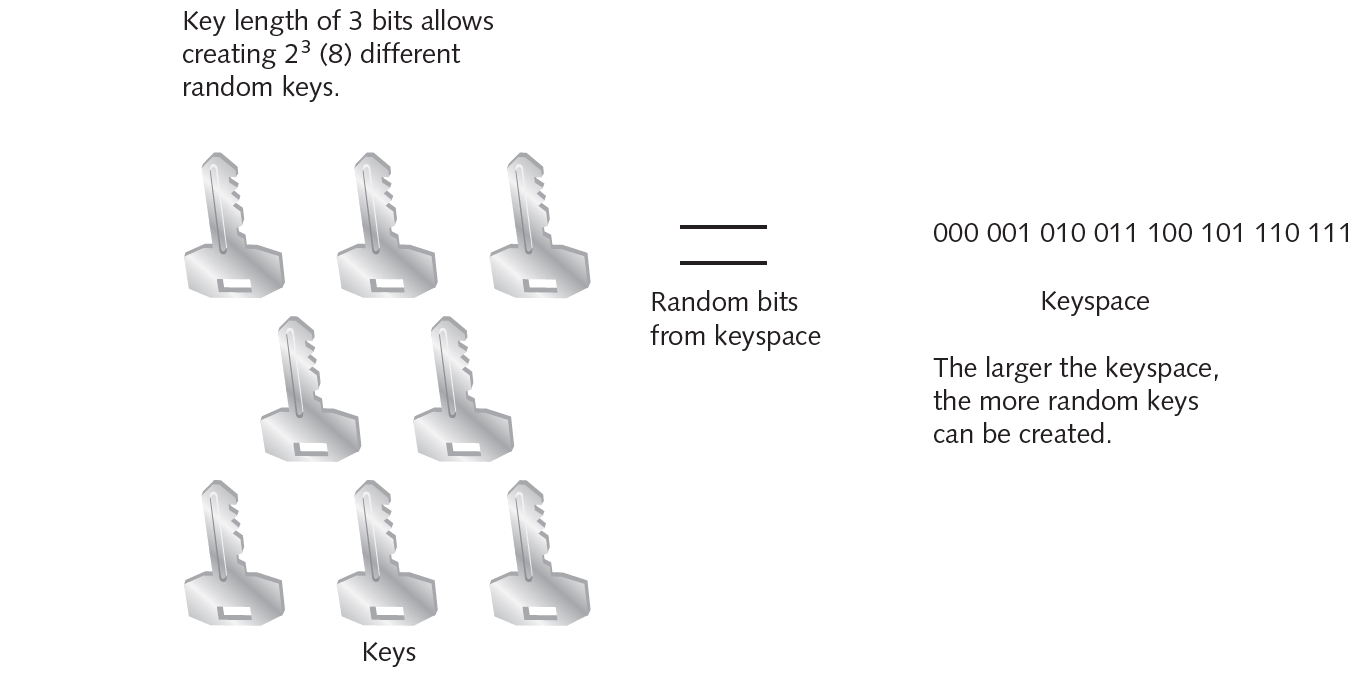 Key length of 3 bits allows
creating 2³ (8) different
random keys.
000 001 010 011 100 101 110 111
Random bits
from keyspace
Keyspace
The larger the keyspace,
the more random keys
can be created.
Keys